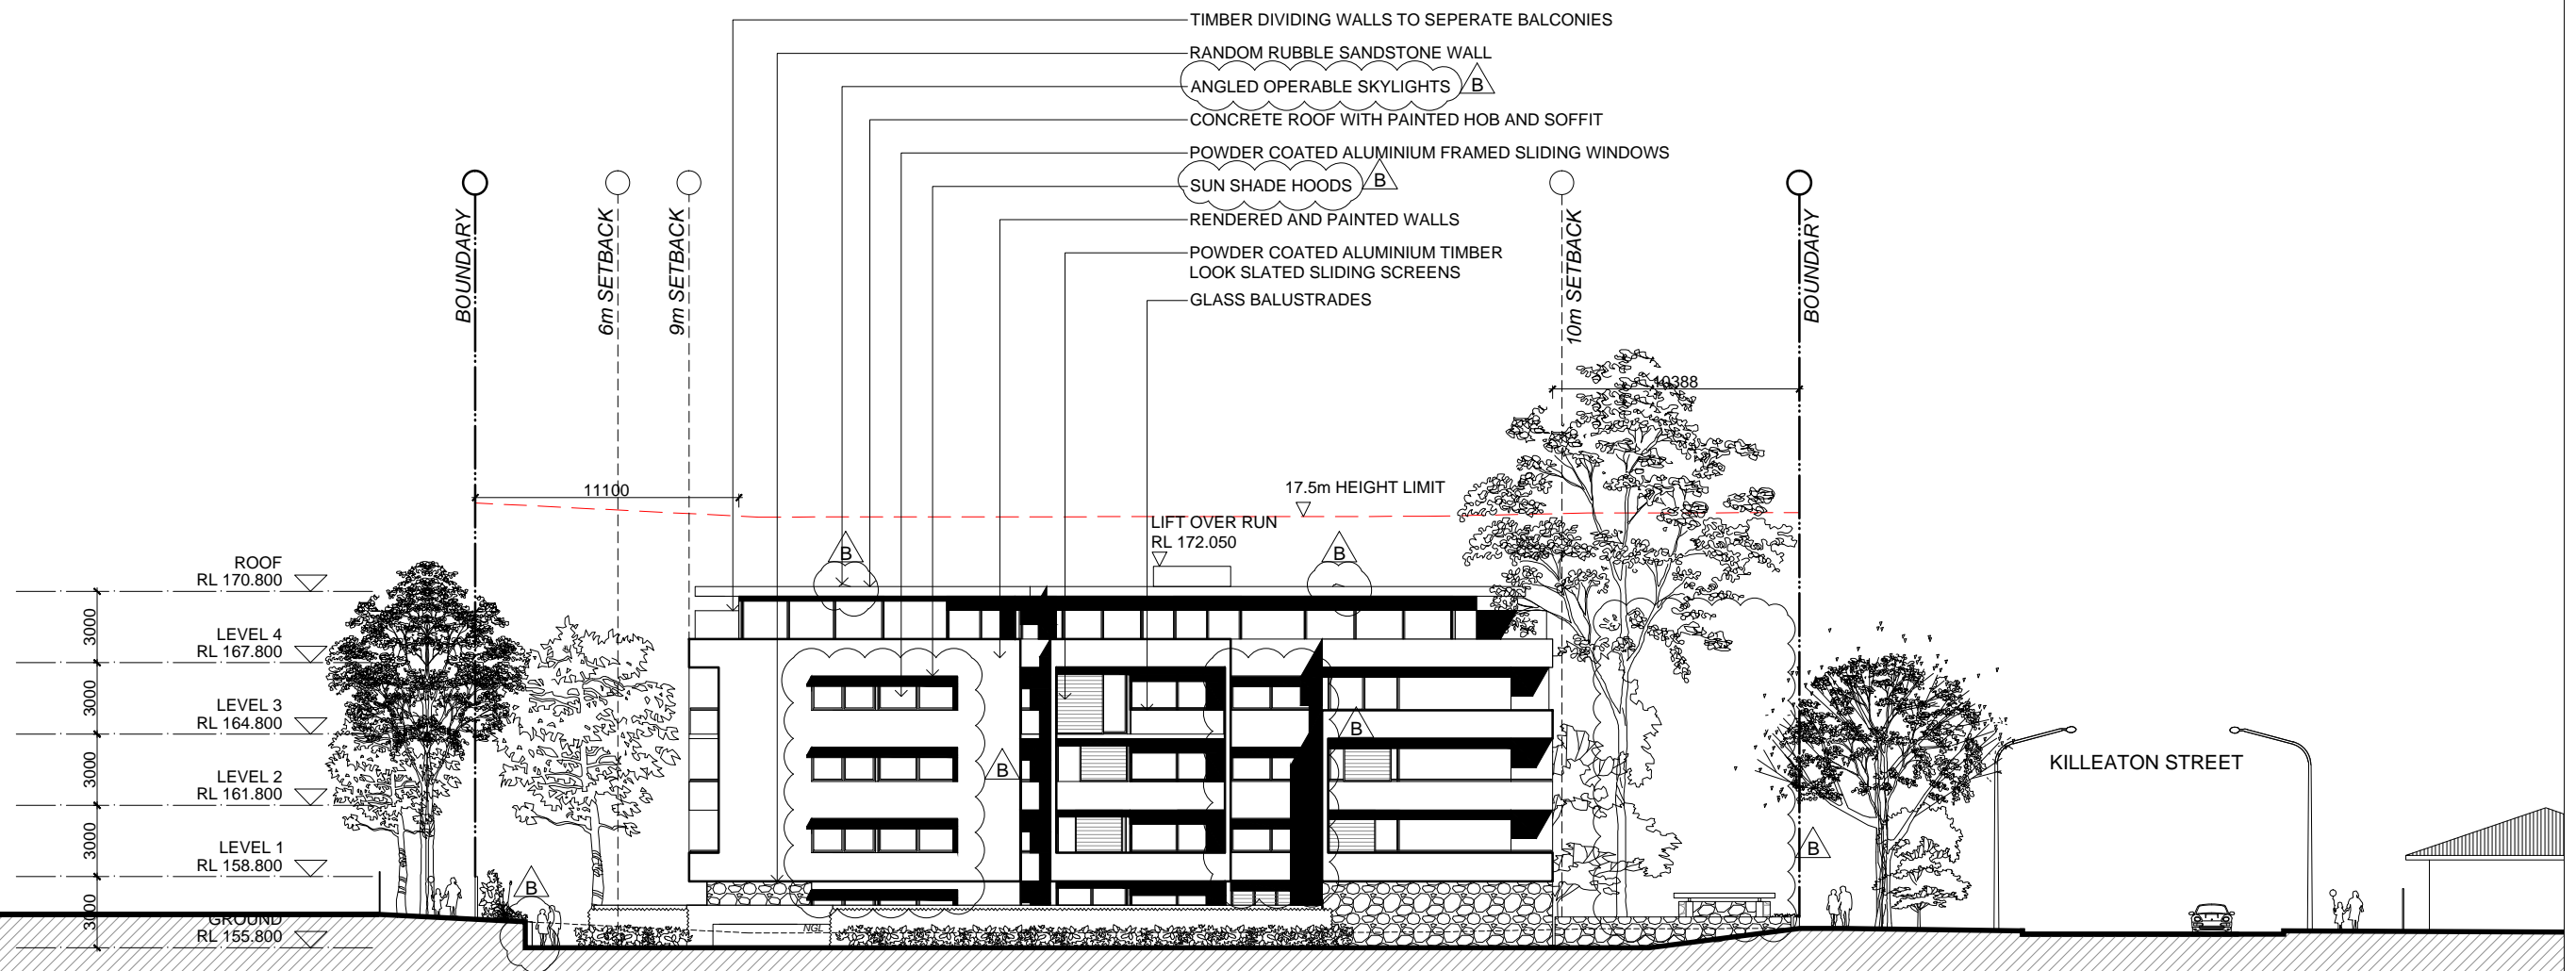 TIMBER DIVIDING WALLS TO SEPERATE BALCONIES
RANDOM RUBBLE SANDSTONE WALL
ANGLED OPERABLE SKYLIGHTS B
CONCRETE ROOF WITH PAINTED HOB AND SOFFIT
POWDER COATED ALUMINIUM FRAMED SLIDING WINDOWS
SUN SHADE HOODS B
RENDERED AND PAINTED WALLS
POWDER COATED ALUMINIUM TIMBER
LOOK SLATED SLIDING SCREENS
GLASS BALUSTRADES
BOUNDARY
6m SETBACK
9m SETBACK
10m SETBACK
BOUNDARY
10388
11100
17.5m HEIGHT LIMIT
LIFT OVER RUN
RL 172.050
B
B
ROOF
RL 170.800
3000
LEVEL 4
RL 167.800
3000
LEVEL 3
RL 164.800
3000
LEVEL 2
RL 161.800
3000
LEVEL 1
RL 158.800
3000
GROUND
RL 155.800
B
B
B
B
KILLEATON STREET
NGL